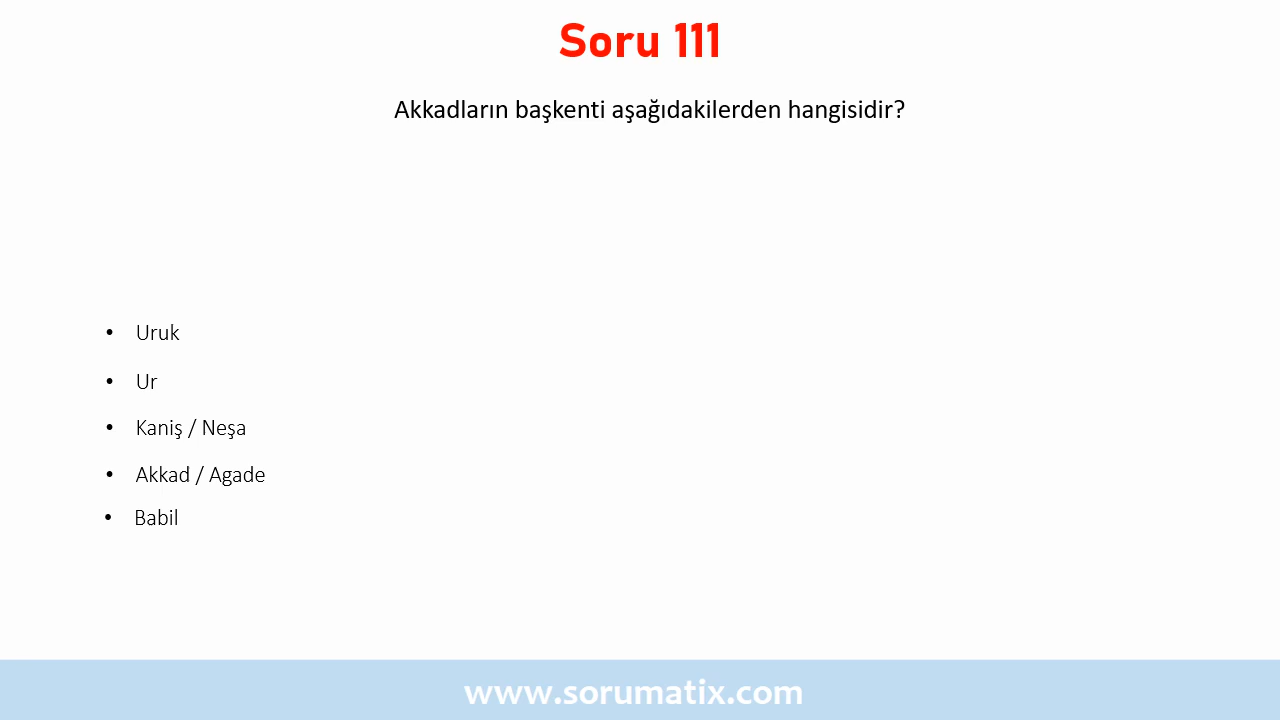 Soru 111
Akkadların başkenti aşağıdakilerden hangisidir?
• Uruk
• Ur
• Kaniş / Neşa
• Akkad / Agade
• Babil
www.sorumatix.com